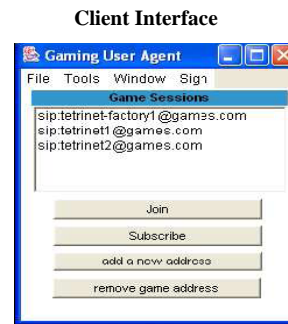 Client Interface
Gaming User Agent
File Tools Window Sign
Game Sessions
sip:tetrinet-factory1@games.com
sip:tetrinet1@games.com
sip:tetrinet2@games.com
Join
Subscribe
add a new address
remove game address